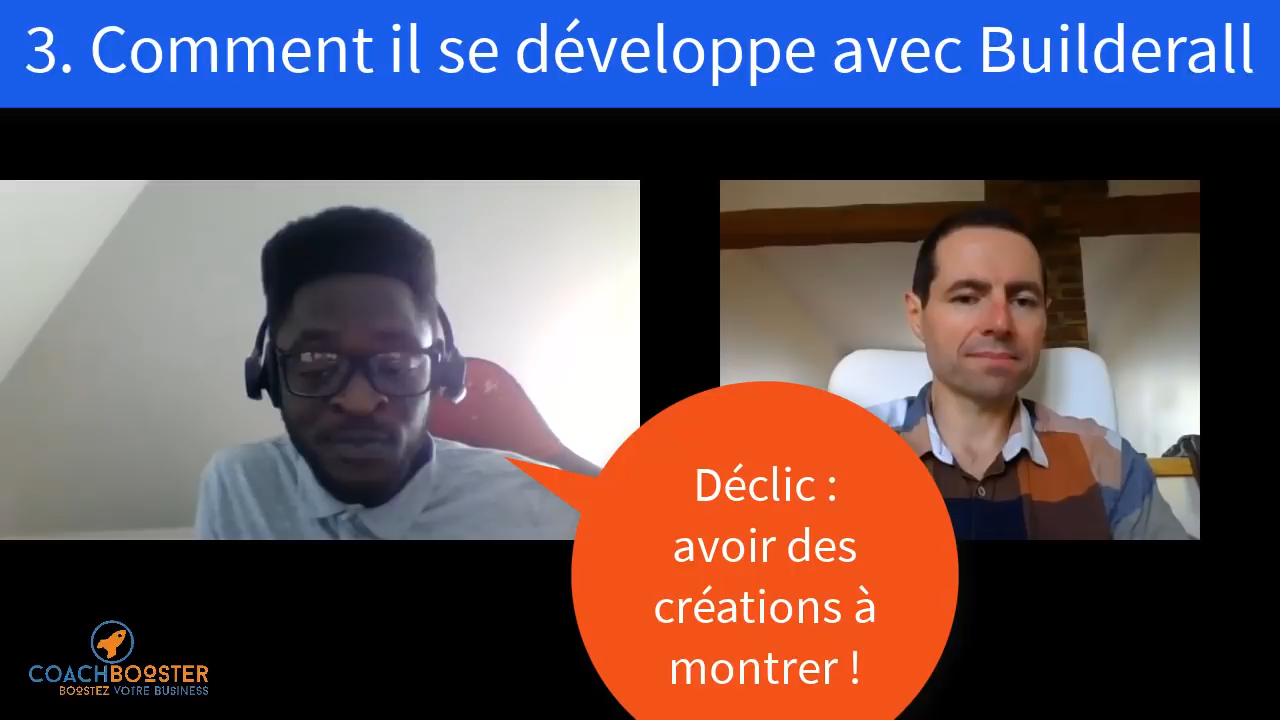 3. Comment il se développe avec Builderall
Déclic :
avoir des
créations à
montrer !
COACHBOOSTER
BOOSTEZ VOTRE BUSINESS